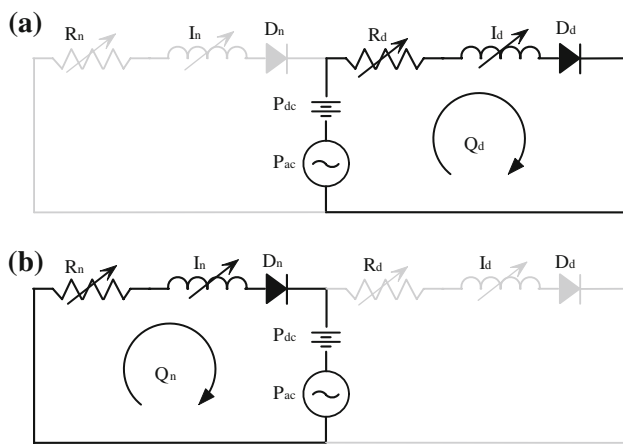 (a)
Rn In Dn Rd Id Dd
Pdc
Pac
Qd
(b)
Rn In Dn Rd Id Dd
Pdc
Pac
Qn